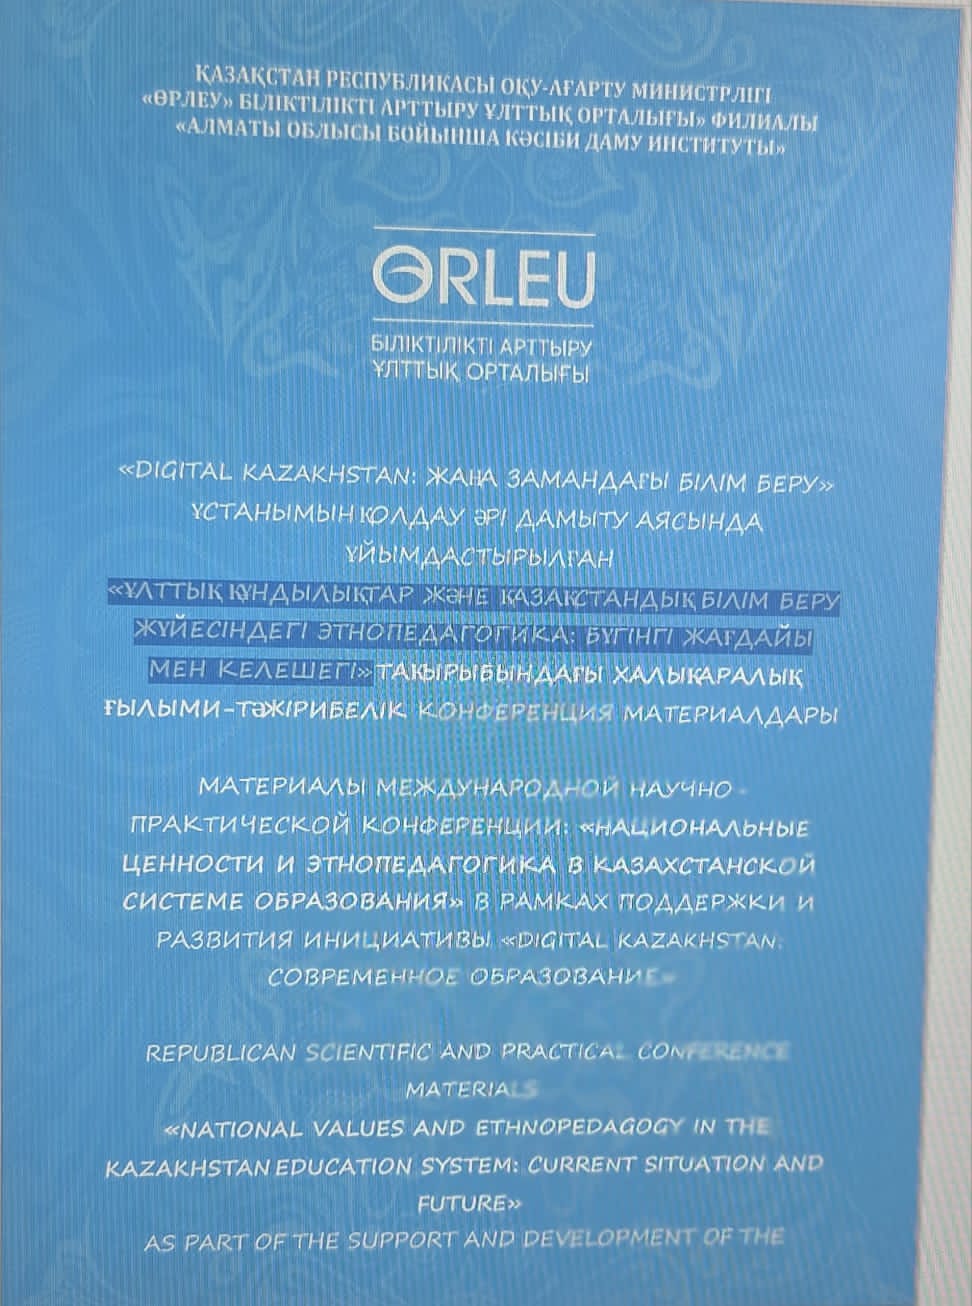 ҚАЗАҚСТАН РЕСПУБЛИКАСЫ ОҚУ-АҒАРТУ МИНИСТРЛІГІ
«ӨРЛЕУ» БІЛІКТІЛІКТІ АРТТЫРУ ҰЛТТЫҚ ОРТАЛЫҒЫ» ФИЛИАЛЫ
«АЛМАТЫ ОБЛЫСЫ БОЙЫНША КӘСІБИ ДАМУ ИНСТИТУТЫ»
ӨRLEU
БІЛІКТІЛІКТІ АРТТЫРУ
ҰЛТТЫҚ ОРТАЛЫҒЫ
«DIGITAL KAZAKHSTAN: ЖАҢА ЗАМАНДАҒЫ БІЛІМ БЕРУ»
ҰСТАНЫМЫН ҚОЛДАУ ӘРІ ДАМЫТУ АЯСЫНДА
ҰЙЫМДАСТЫРЫЛҒАН
«ҰЛТТЫҚ ҚҰНДЫЛЫҚТАР ЖӘНЕ ҚАЗАҚСТАНДЫҚ БІЛІМ БЕРУ
ЖҮЙЕСІНДЕГІ ЭТНОПЕДАГОГИКА: БҮГІНГІ ЖАҒДАЙЫ
МЕН КЕЛЕШЕГІ» ТАҚЫРЫБЫНДАҒЫ ХАЛЫҚАРАЛЫҚ
ҒЫЛЫМИ-ТӘЖІРИБЕЛІК КОНФЕРЕНЦИЯ МАТЕРИАЛДАРЫ
МАТЕРИАЛЫ МЕЖДУНАРОДНОЙ НАУЧНО -
ПРАКТИЧЕСКОЙ КОНФЕРЕНЦИИ: «НАЦИОНАЛЬНЫЕ
ЦЕННОСТИ И ЭТНОПЕДАГОГИКА В КАЗАХСТАНСКОЙ
СИСТЕМЕ ОБРАЗОВАНИЯ» В РАМКАХ ПОДДЕРЖКИ И
РАЗВИТИЯ ИНИЦИАТИВЫ «DIGITAL KAZAKHSTAN:
СОВРЕМЕННОЕ ОБРАЗОВАНИЕ»
REPUBLICAN SCIENTIFIC AND PRACTICAL CONFERENCE
MATERIALS
«NATIONAL VALUES AND ETHNOPEDAGOGY IN THE
KAZAKHSTAN EDUCATION SYSTEM: CURRENT SITUATION AND
FUTURE»
AS PART OF THE SUPPORT AND DEVELOPMENT OF THE